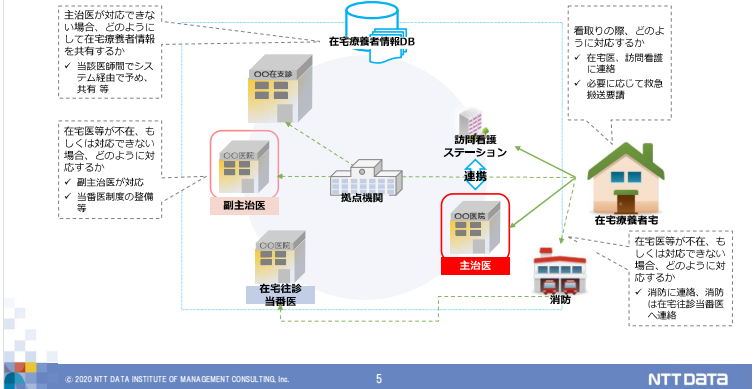 主治医が対応できな
い場合、どのように
して在宅療養者情報
を共有するか
✓ 当該医師間でシス
テム経由で予め、
共有 等
在宅療養者情報DB
看取りの際、どのよ
うに対応するか
✓ 在宅医、訪問看護
に連絡
✓ 必要に応じて救急
搬送要請
〇〇在支診
在宅医等が不在、も
しくは対応できない
場合、どのように対
応するか
✓ 副主治医が対応
✓ 当番医制度の整備
等
〇〇医院
副主治医
拠点機関
訪問看護
ステーション
連携
〇〇医院
主治医
在宅療養者宅
〇〇医院
在宅往診
当番医
消防
在宅医等が不在、も
しくは対応できない
場合、どのように対
応するか
✓ 消防に連絡、消防
は在宅往診当番医
へ連絡
© 2020 NTT DATA INSTITUTE OF MANAGEMENT CONSULTING, Inc.
5
NTT DATA